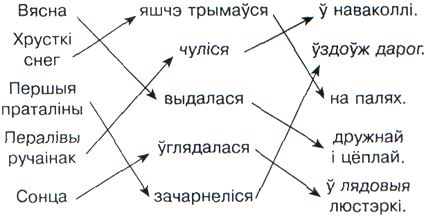 Вясна
Хрусткі
снег
Першыя
праталіны
Пералівы
ручаінак
Сонца
яшчэ трымаўся
чуліся
выдалася
ўглядалася
зачарнеліся
ў наваколлі.
ўздоўж дарог.
на палях.
дружнай
і цёплай.
ў лядовыя
люстэркі.